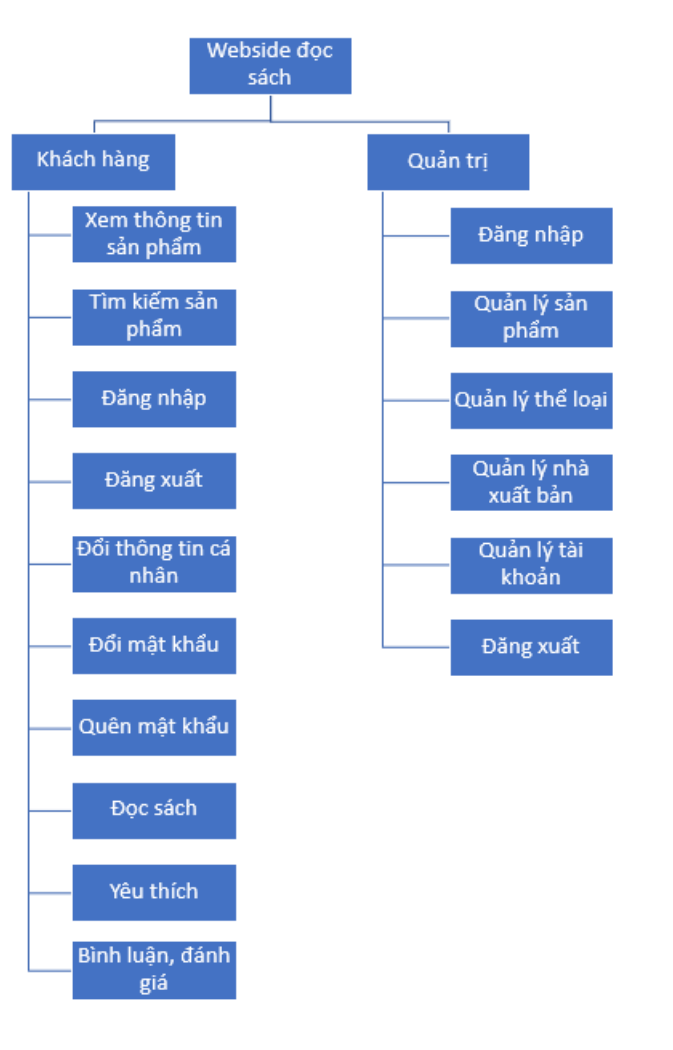 Webside đọc
sách
Khách hàng
Xem thông tin
sản phẩm
Tìm kiếm sản
phẩm
Đăng nhập
Đăng xuất
Đổi thông tin cá
nhân
Đổi mật khẩu
Quên mật khẩu
Đọc sách
Yêu thích
Bình luận, đánh
giá
Quản trị
Đăng nhập
Quản lý sản
phẩm
Quản lý thể loại
Quản lý nhà
xuất bản
Quản lý tài
khoản
Đăng xuất